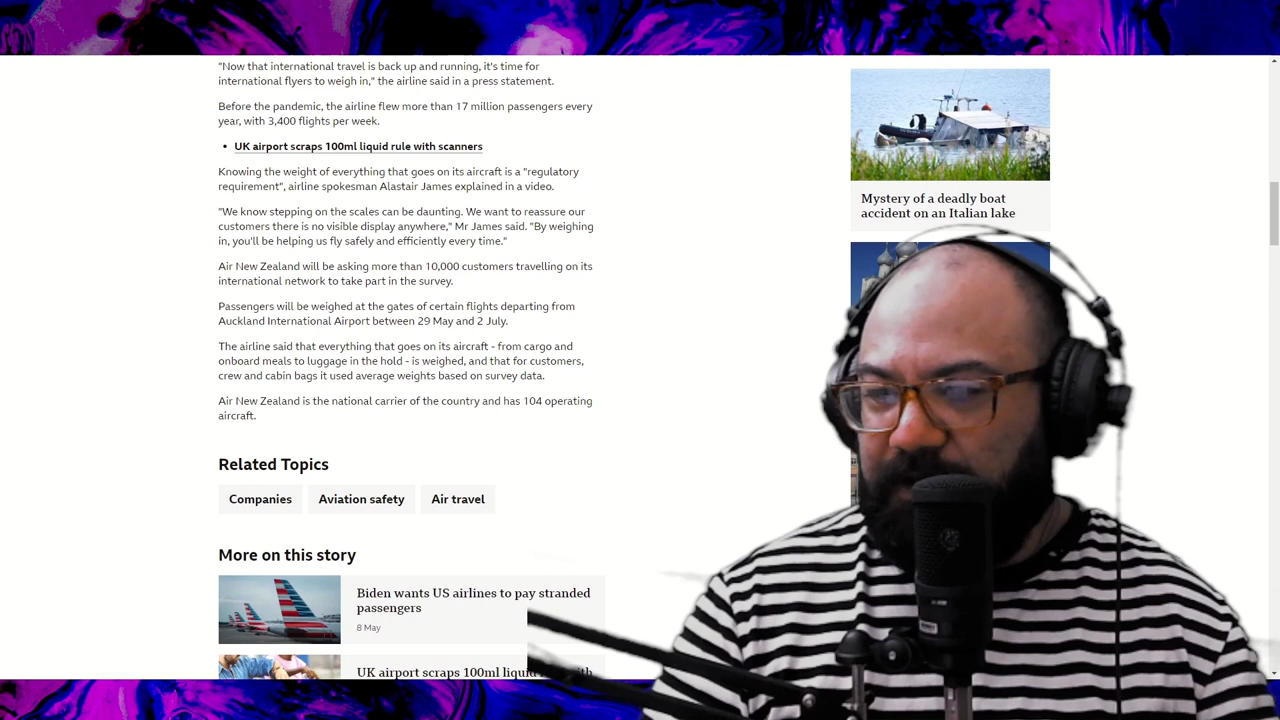 "Now that international travel is back up and running, it's time for
international flyers to weigh in," the airline said in a press statement.
Before the pandemic, the airline flew more than 17 million passengers every
year, with 3,400 flights per week.
• UK airport scraps 100ml liquid rule with scanners
Knowing the weight of everything that goes on its aircraft is a "regulatory
requirement", airline spokesman Alastair James explained in a video.
"We know stepping on the scales can be daunting. We want to reassure our
customers there is no visible display anywhere," Mr James said. "By weighing
in, you'll be helping us fly safely and efficiently every time."
Air New Zealand will be asking more than 10,000 customers travelling on its
international network to take part in the survey.
Passengers will be weighed at the gates of certain flights departing from
Auckland International Airport between 29 May and 2 July.
The airline said that everything that goes on its aircraft - from cargo and
onboard meals to luggage in the hold - is weighed, and that for customers,
crew and cabin bags it used average weights based on survey data.
Air New Zealand is the national carrier of the country and has 104 operating
aircraft.
Related Topics
Companies
Aviation safety
Air travel
More on this story
Biden wants US airlines to pay stranded
passengers
8 May
UK airport scraps 100ml liquid
Mystery of a deadly boat
accident on an Italian lake